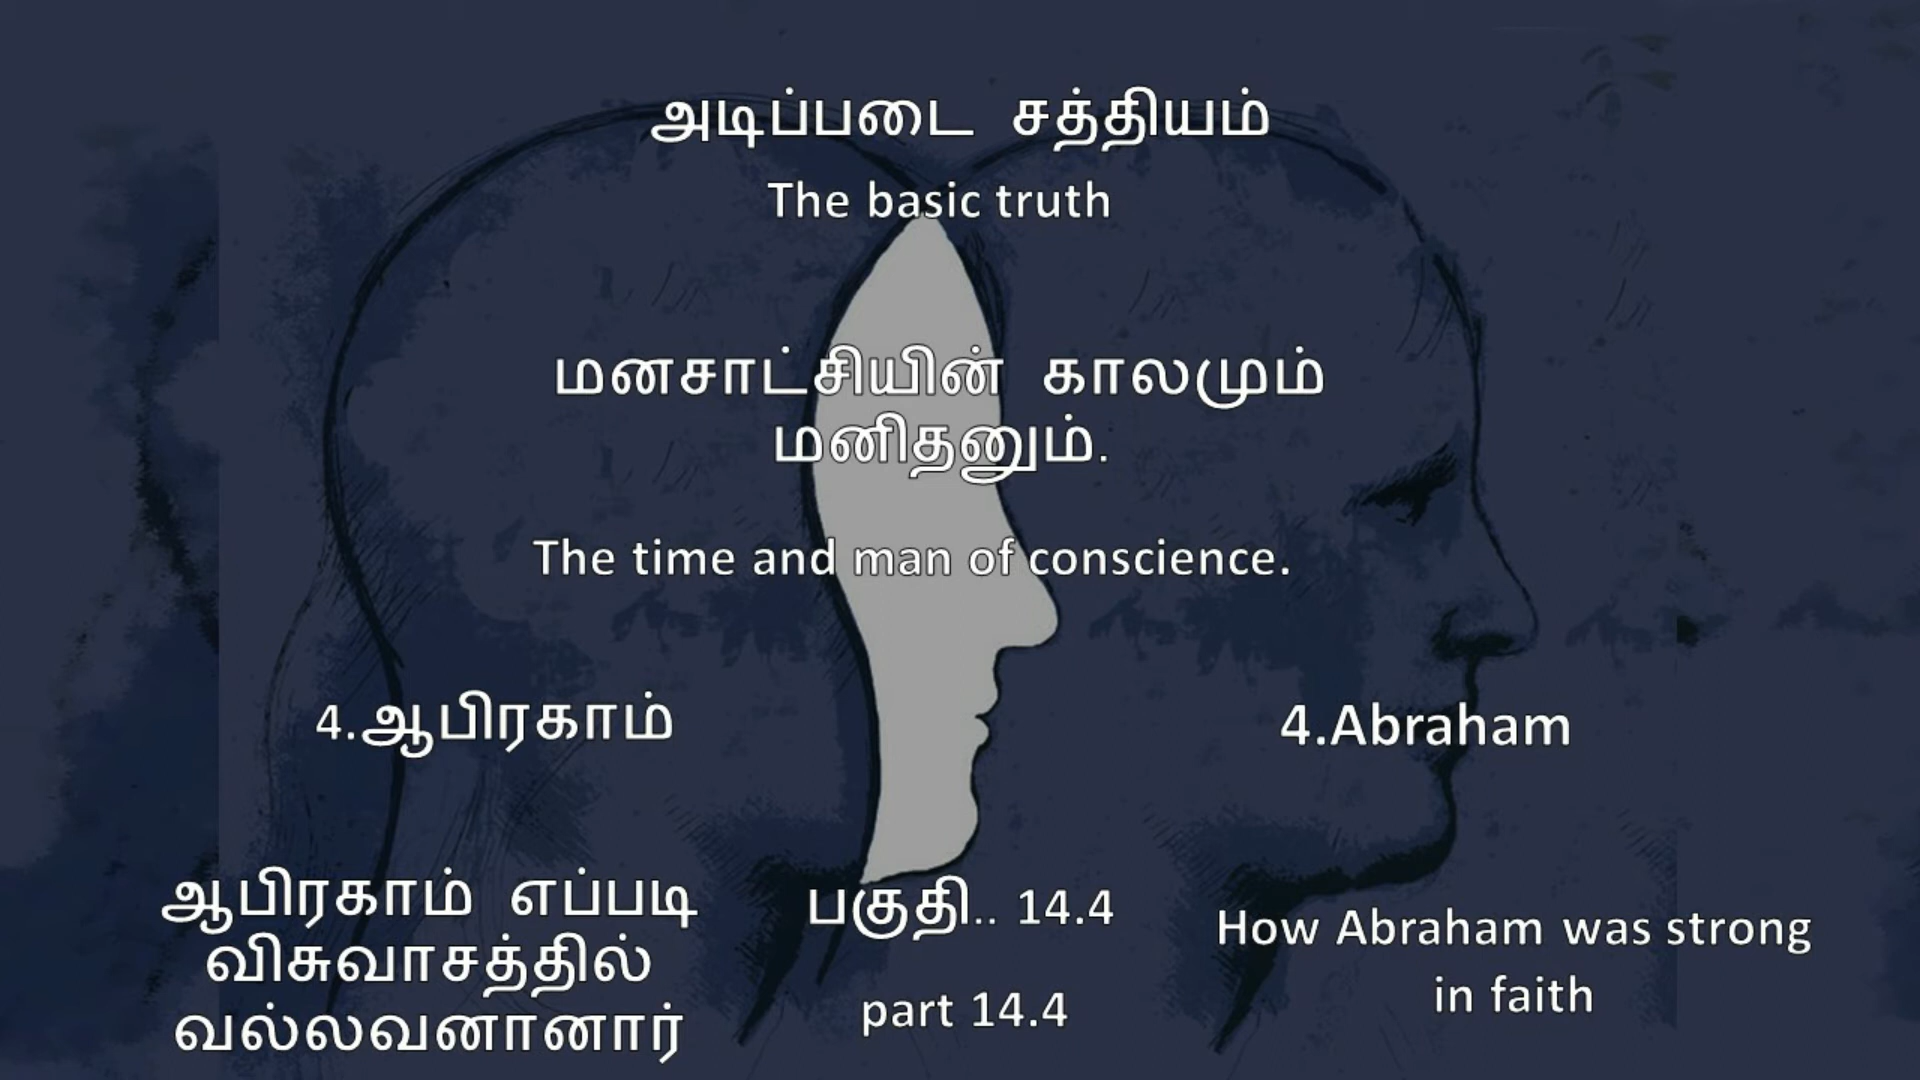 அடிப்படை சத்தியம்
The basic truth
மனசாட்சியின் காலமும்
மனிதனும்.
The time and man of conscience.
4.ஆபிரகாம்
4.Abraham
ஆபிரகாம் எப்படி
விசுவாசத்தில்
வல்லவனானார்
பகுதி.. 14.4
part 14.4
How Abraham was strong
in faith